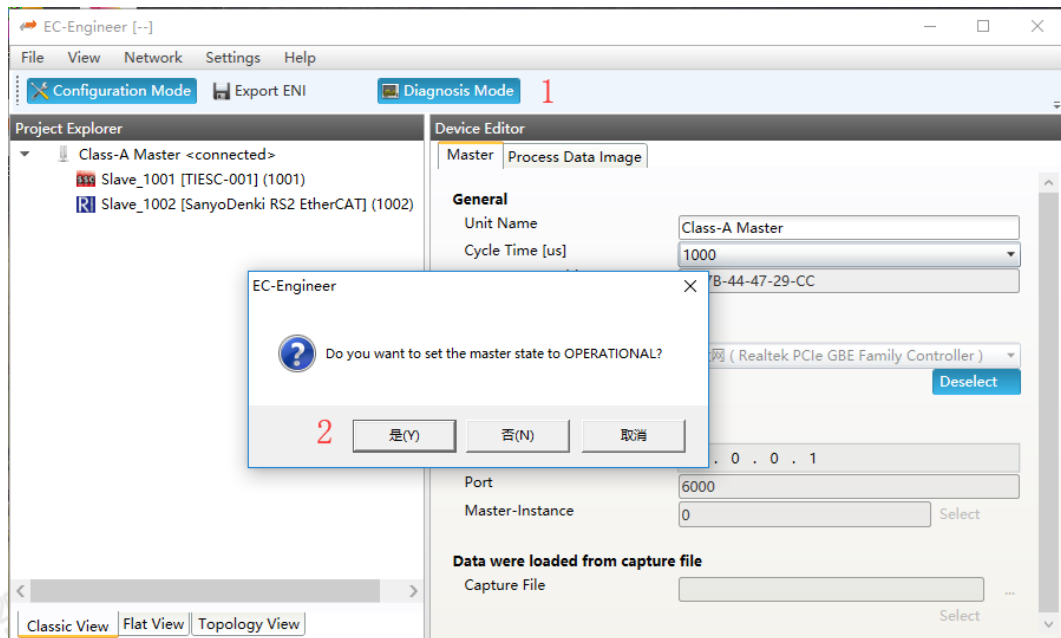 EC-Engineer [--]
File View Network Settings Help
Configuration Mode Export ENI Diagnosis Mode 1
Project Explorer
Class-A Master <connected>
Slave_1001 [TIESC-001] (1001)
Slave_1002 [SanyoDenki RS2 EtherCAT] (1002)
Classic View Flat View Topology View
Device Editor
Master Process Data Image
General
Unit Name Class-A Master
Cycle Time [us] 1000
7B-44-47-29-CC
网 ( Realtek PCIe GBE Family Controller )
Deselect
. 0 . 0 . 1
Port 6000
Master-Instance 0 Select
Data were loaded from capture file
Capture File ...
Select
EC-Engineer
Do you want to set the master state to OPERATIONAL?
2 是(Y) 否(N) 取消